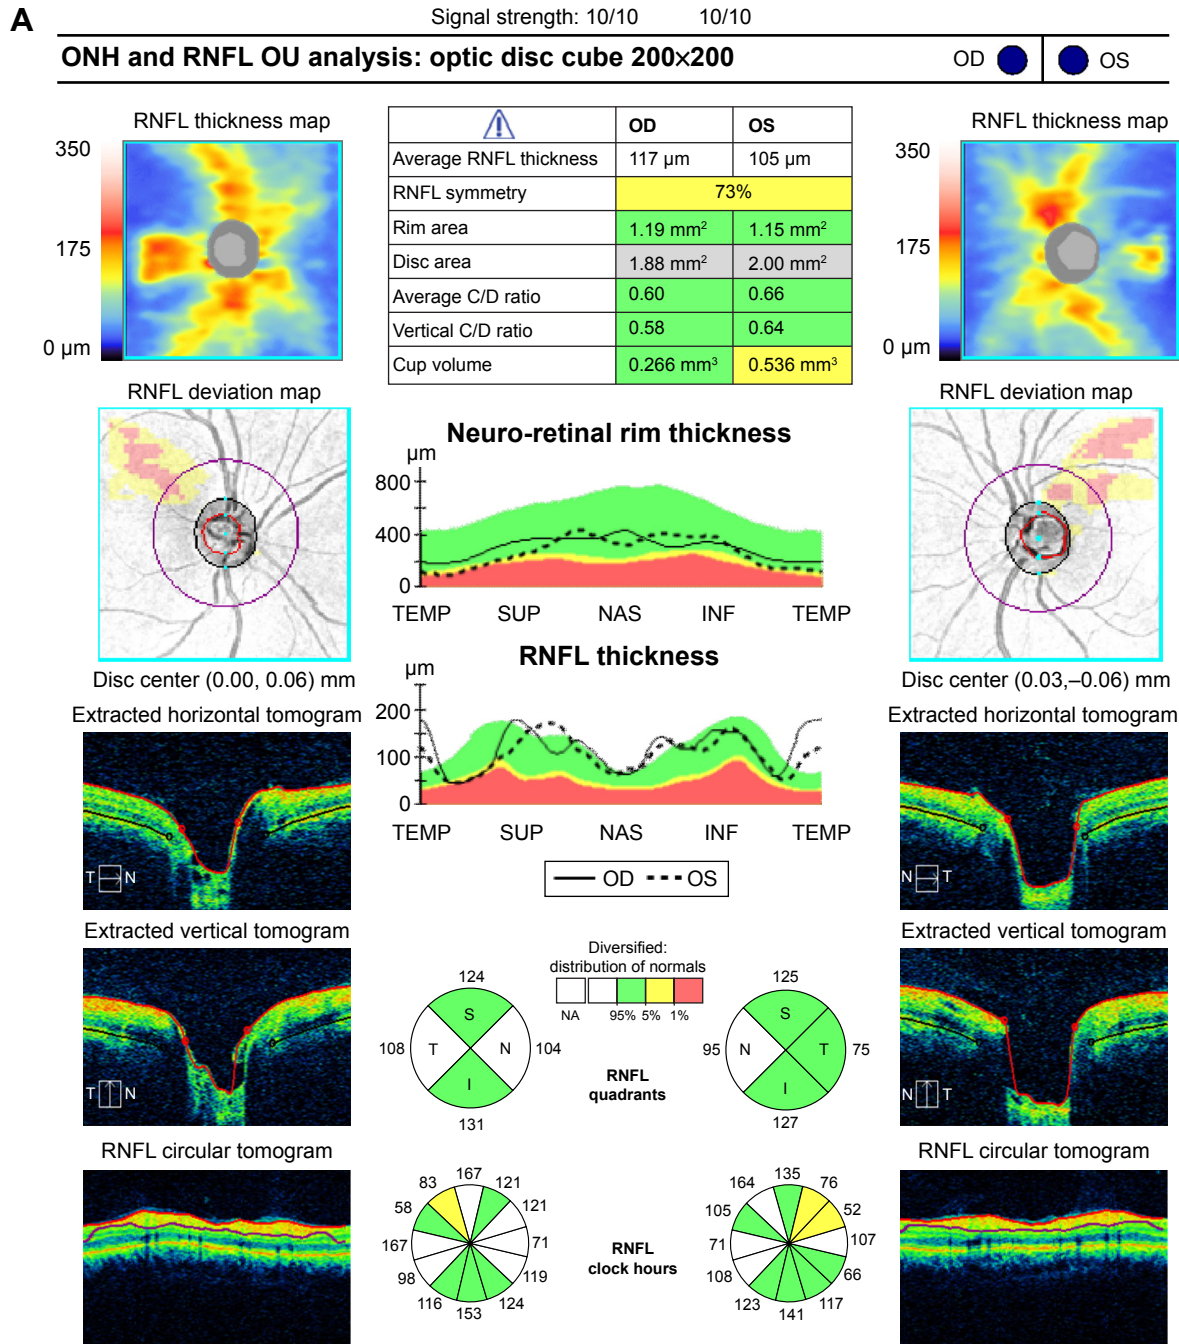 A
Signal strength: 10/10 10/10
ONH and RNFL OU analysis: optic disc cube 200×200 OD OS
RNFL thickness map
350
175
0 µm
OD OS
Average RNFL thickness 117 µm 105 µm
RNFL symmetry 73%
Rim area 1.19 mm² 1.15 mm²
Disc area 1.88 mm² 2.00 mm²
Average C/D ratio 0.60 0.66
Vertical C/D ratio 0.58 0.64
Cup volume 0.266 mm³ 0.536 mm³
RNFL thickness map
350
175
0 µm
RNFL deviation map
Disc center (0.00, 0.06) mm
Neuro-retinal rim thickness
µm
800
400
0
TEMP SUP NAS INF TEMP
RNFL deviation map
Disc center (0.03,–0.06) mm
RNFL thickness
µm
200
100
0
TEMP SUP NAS INF TEMP
OD OS
Extracted horizontal tomogram
T N
Extracted horizontal tomogram
N T
Extracted vertical tomogram
T N
Diversified:
distribution of normals
NA 95% 5% 1%
124
S
108 T N 104
I
131
RNFL
quadrants
125
S
95 N T 75
I
127
Extracted vertical tomogram
N T
RNFL circular tomogram
83 167 121
58 121
167 71
98 119
116 153 124
RNFL
clock hours
164 135 76
105 52
71 107
108 66
123 141 117
RNFL circular tomogram